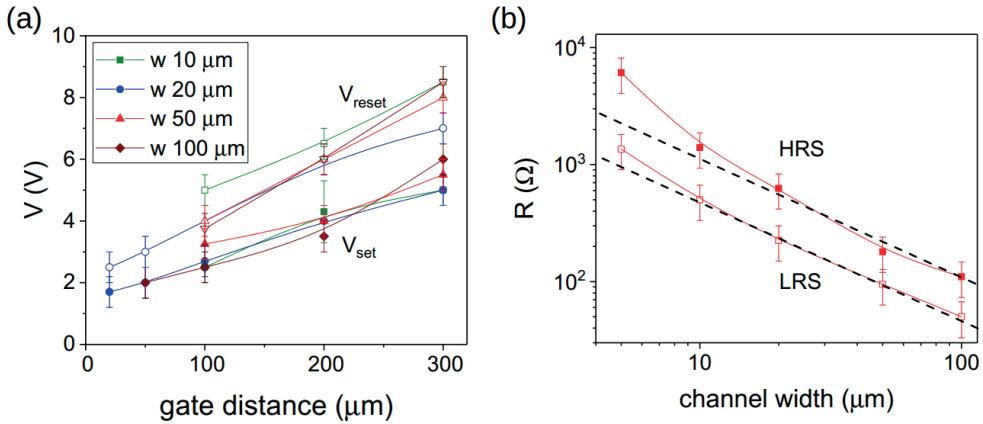 (a)
10
8
6
4
2
0
V (V)
w 10 μm
w 20 μm
w 50 μm
w 100 μm
V_reset
V_set
0
100
200
300
gate distance (μm)
(b)
10^4
10^3
10^2
R (Ω)
HRS
LRS
10
100
channel width (μm)